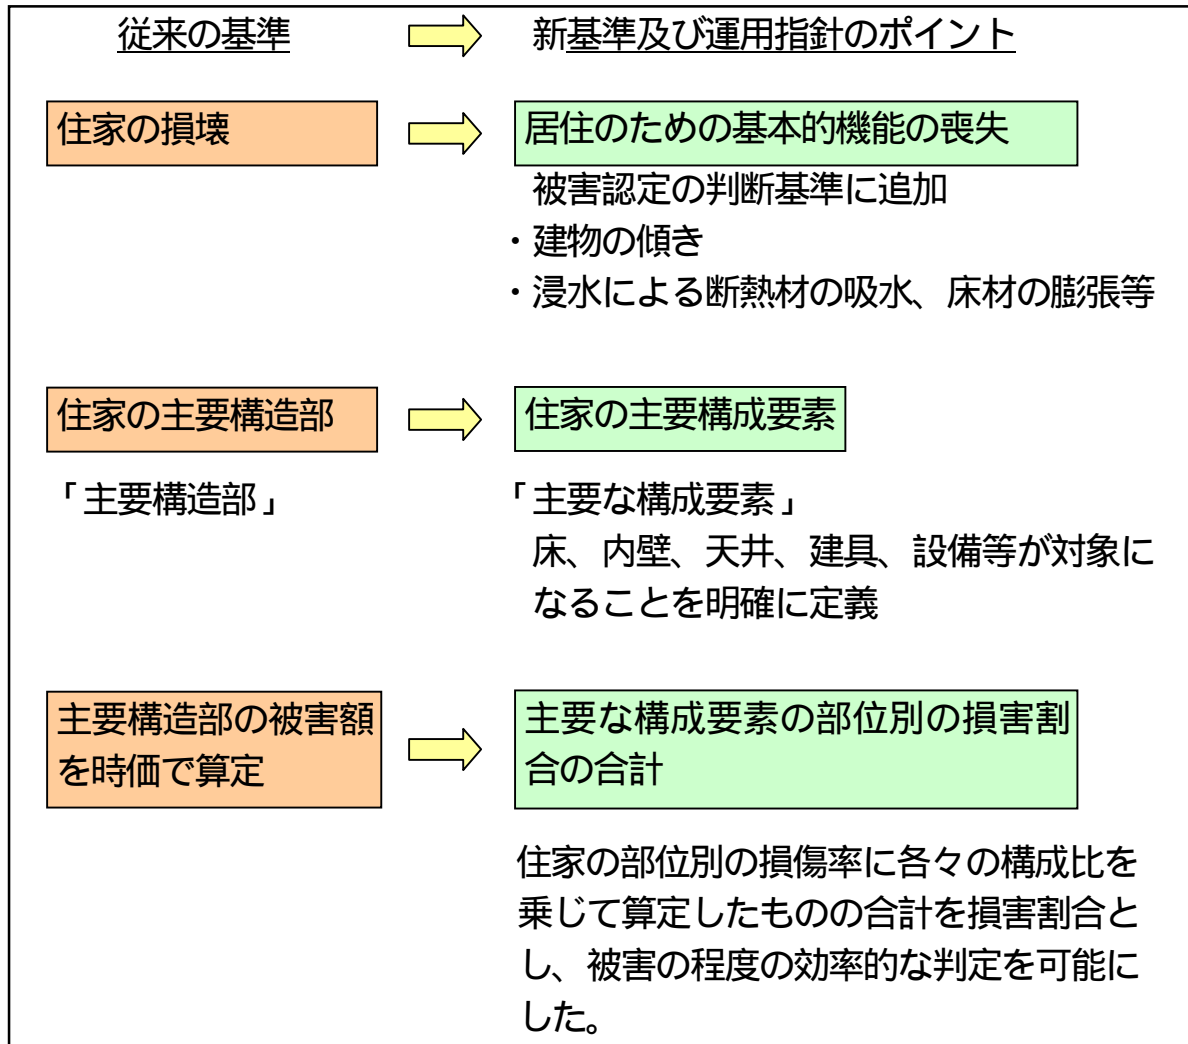 従来の基準
新基準及び運用指針のポイント
住家の損壊
居住のための基本的機能の喪失
被害認定の判断基準に追加
・建物の傾き
・浸水による断熱材の吸水、床材の膨張等
住家の主要構造部
住家の主要構成要素
「主要構造部」
「主要な構成要素」
床、内壁、天井、建具、設備等が対象に
なることを明確に定義
主要構造部の被害額
を時価で算定
主要な構成要素の部位別の損害割
合の合計
住家の部位別の損傷率に各々の構成比を
乗じて算定したものの合計を損害割合と
し、被害の程度の効率的な判定を可能に
した。